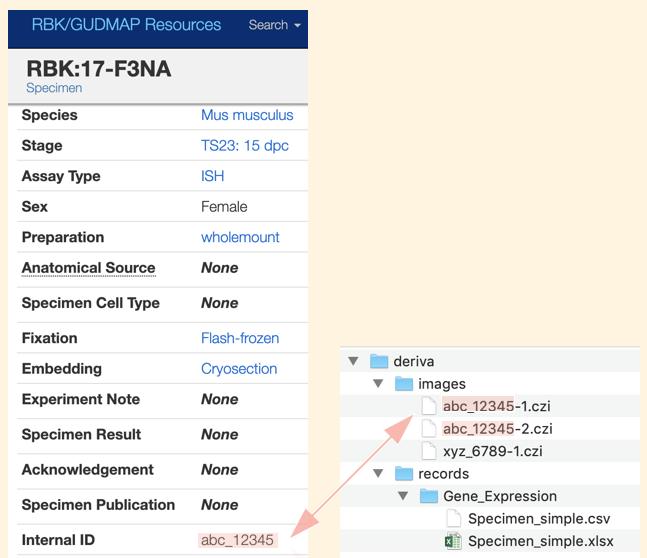 RBK/GUDMAP Resources Search
RBK:17-F3NA
Specimen
Species Mus musculus
Stage TS23: 15 dpc
Assay Type ISH
Sex Female
Preparation wholemount
Anatomical Source None
Specimen Cell Type None
Fixation Flash-frozen
Embedding Cryosection
Experiment Note None
Specimen Result None
Acknowledgement None
Specimen Publication None
Internal ID abc_12345
deriva
images
abc_12345-1.czi
abc_12345-2.czi
xyz_6789-1.czi
records
Gene_Expression
Specimen_simple.csv
Specimen_simple.xlsx